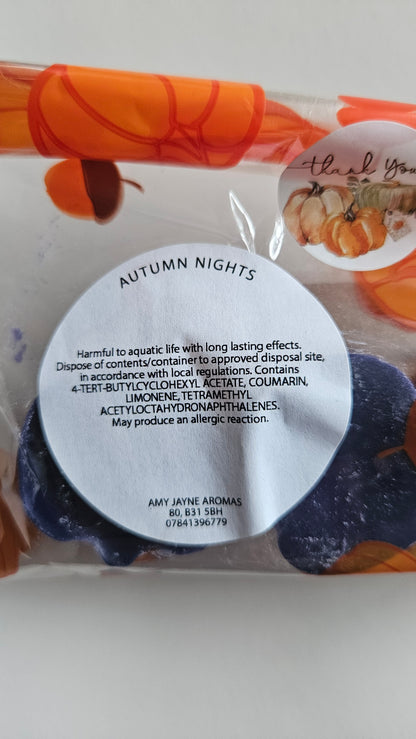 thank you
AUTUMN NIGHTS
Harmful to aquatic life with long lasting effects.
Dispose of contents/container to approved disposal site,
in accordance with local regulations. Contains
4-TERT-BUTYLCYCLOHEXYL ACETATE, COUMARIN,
LIMONENE, TETRAMETHYL
ACETYLOCTAHYDRONAPHTHALENES.
May produce an allergic reaction.
AMY JAYNE AROMAS
80, B31 5BH
07841396779